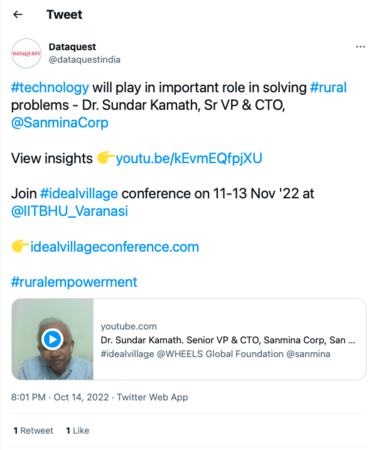 Tweet
DATAQUEST
Dataquest
@dataquestindia
#technology will play in important role in solving #rural
problems - Dr. Sundar Kamath, Sr VP & CTO,
@SanminaCorp
View insights 👉youtu.be/kEvmEQfpjXU
Join #idealvillage conference on 11-13 Nov '22 at
@IITBHU_Varanasi
👉idealvillageconference.com
#ruralempowerment
youtube.com
Dr. Sundar Kamath. Senior VP & CTO, Sanmina Corp, San ...
#idealvillage @WHEELS Global Foundation @sanmina
8:01 PM · Oct 14, 2022 · Twitter Web App
1 Retweet 1 Like